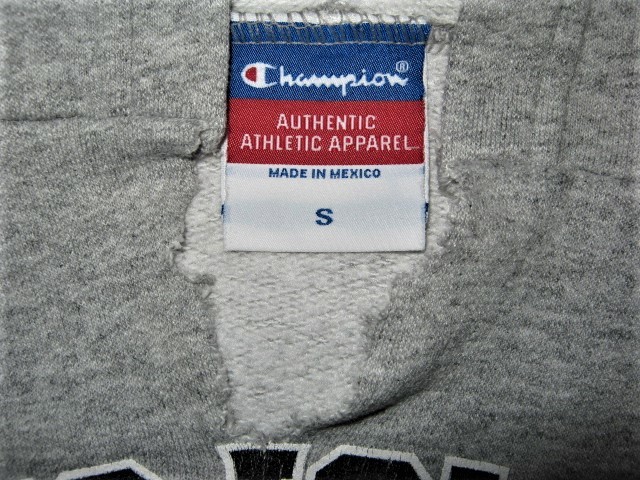 Champion®
AUTHENTIC
ATHLETIC APPAREL
MADE IN MEXICO
S